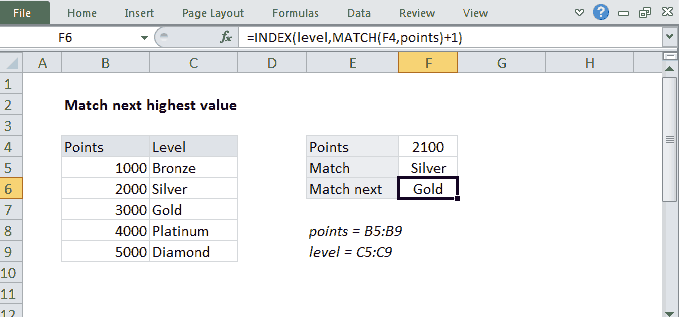 File Home Insert Page Layout Formulas Data Review View
F6 fx =INDEX(level,MATCH(F4,points)+1)
A B C D E F G H
1
2 Match next highest value
3
4 Points Level Points 2100
5 1000 Bronze Match Silver
6 2000 Silver Match next Gold
7 3000 Gold
8 4000 Platinum points = B5:B9
9 5000 Diamond level = C5:C9
10
11
12